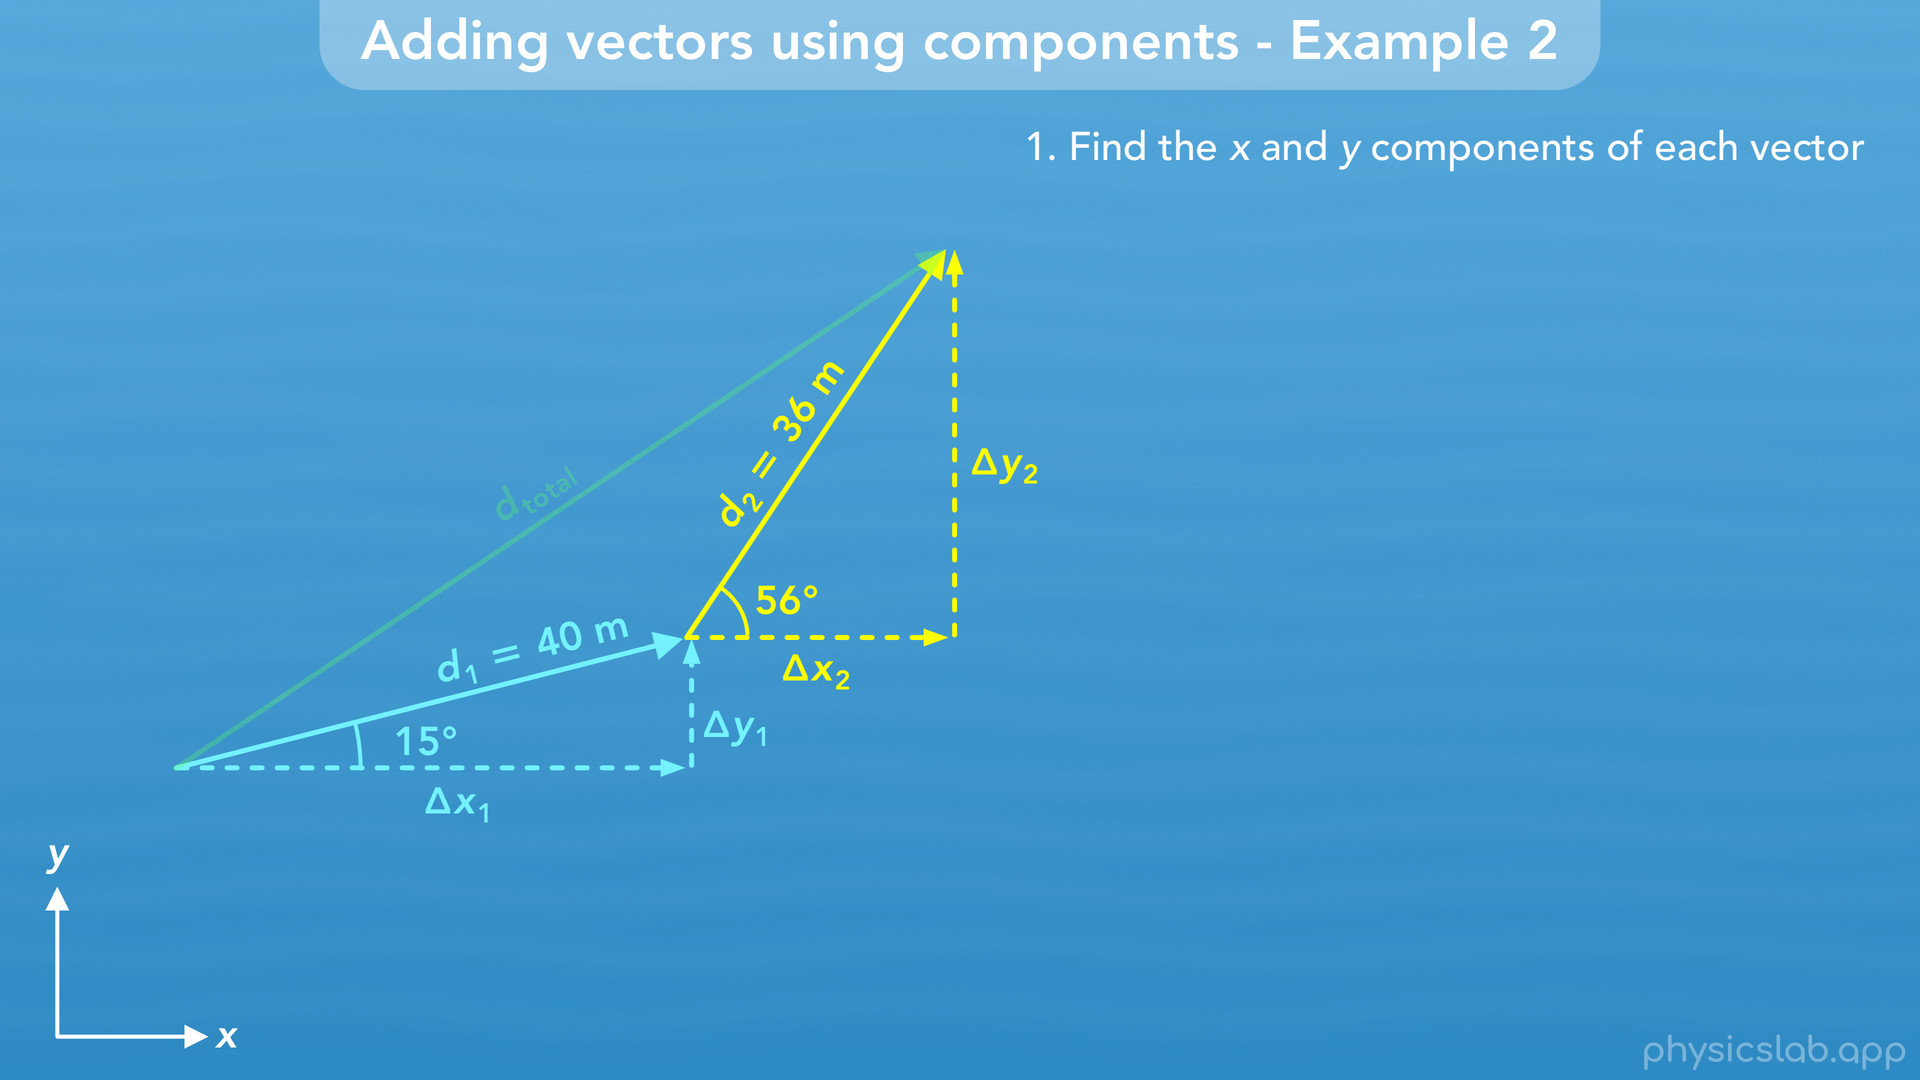 Adding vectors using components - Example 2
1. Find the x and y components of each vector
d₂ = 36 m
Δy₂
d_total
56°
d₁ = 40 m
Δx₂
15°
Δy₁
Δx₁
y
x
physicslab.app